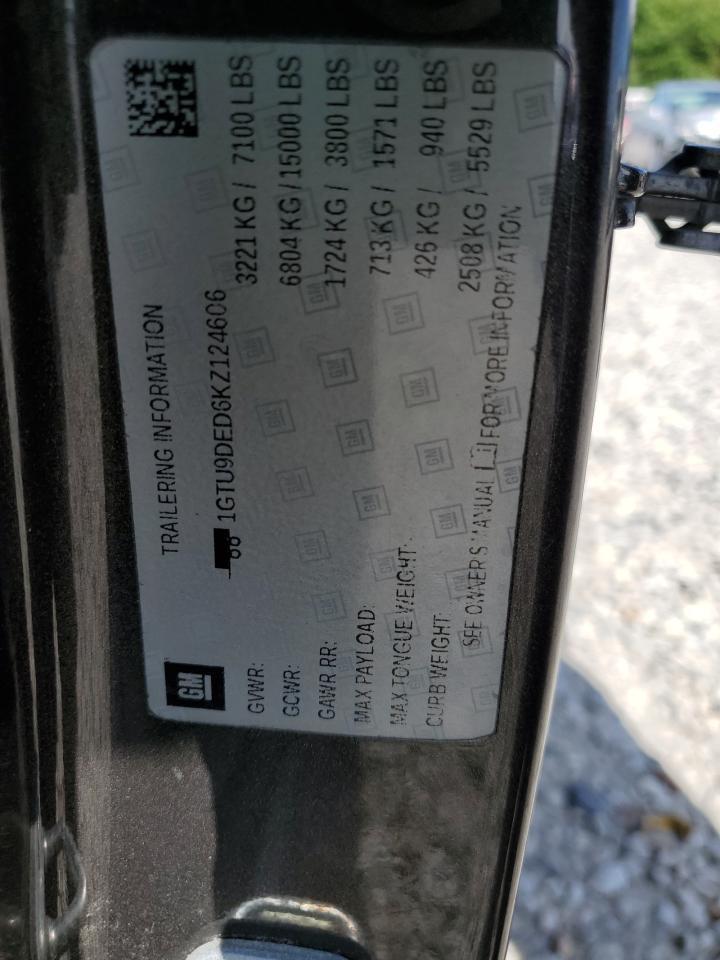 GM
TRAILERING INFORMATION
1GTU9DED6KZ124606
GVWR: 3221 KG / 7100 LBS
GCWR: 6804 KG /15000 LBS
GAWR RR: 1724 KG / 3800 LBS
MAX PAYLOAD: 713 KG / 1571 LBS
MAX TONGUE WEIGHT: 426 KG / 940 LBS
CURB WEIGHT: 2508 KG / 5529 LBS
SEE OWNER'S MANUAL FOR MORE INFORMATION